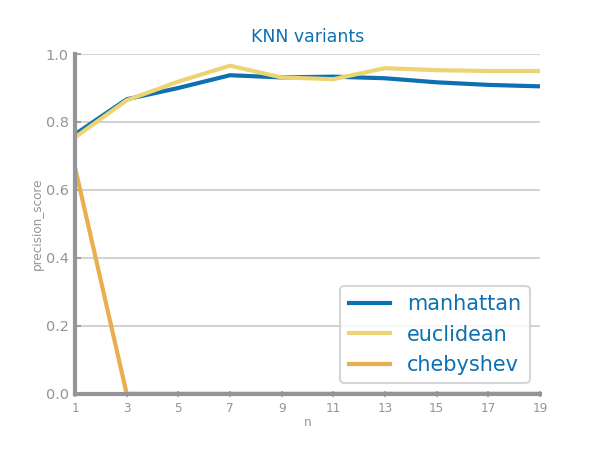 KNN variants
1.0
0.8
0.6
0.4
0.2
0.0
precision_score
manhattan
euclidean
chebyshev
1 3 5 7 9 11 13 15 17 19
n